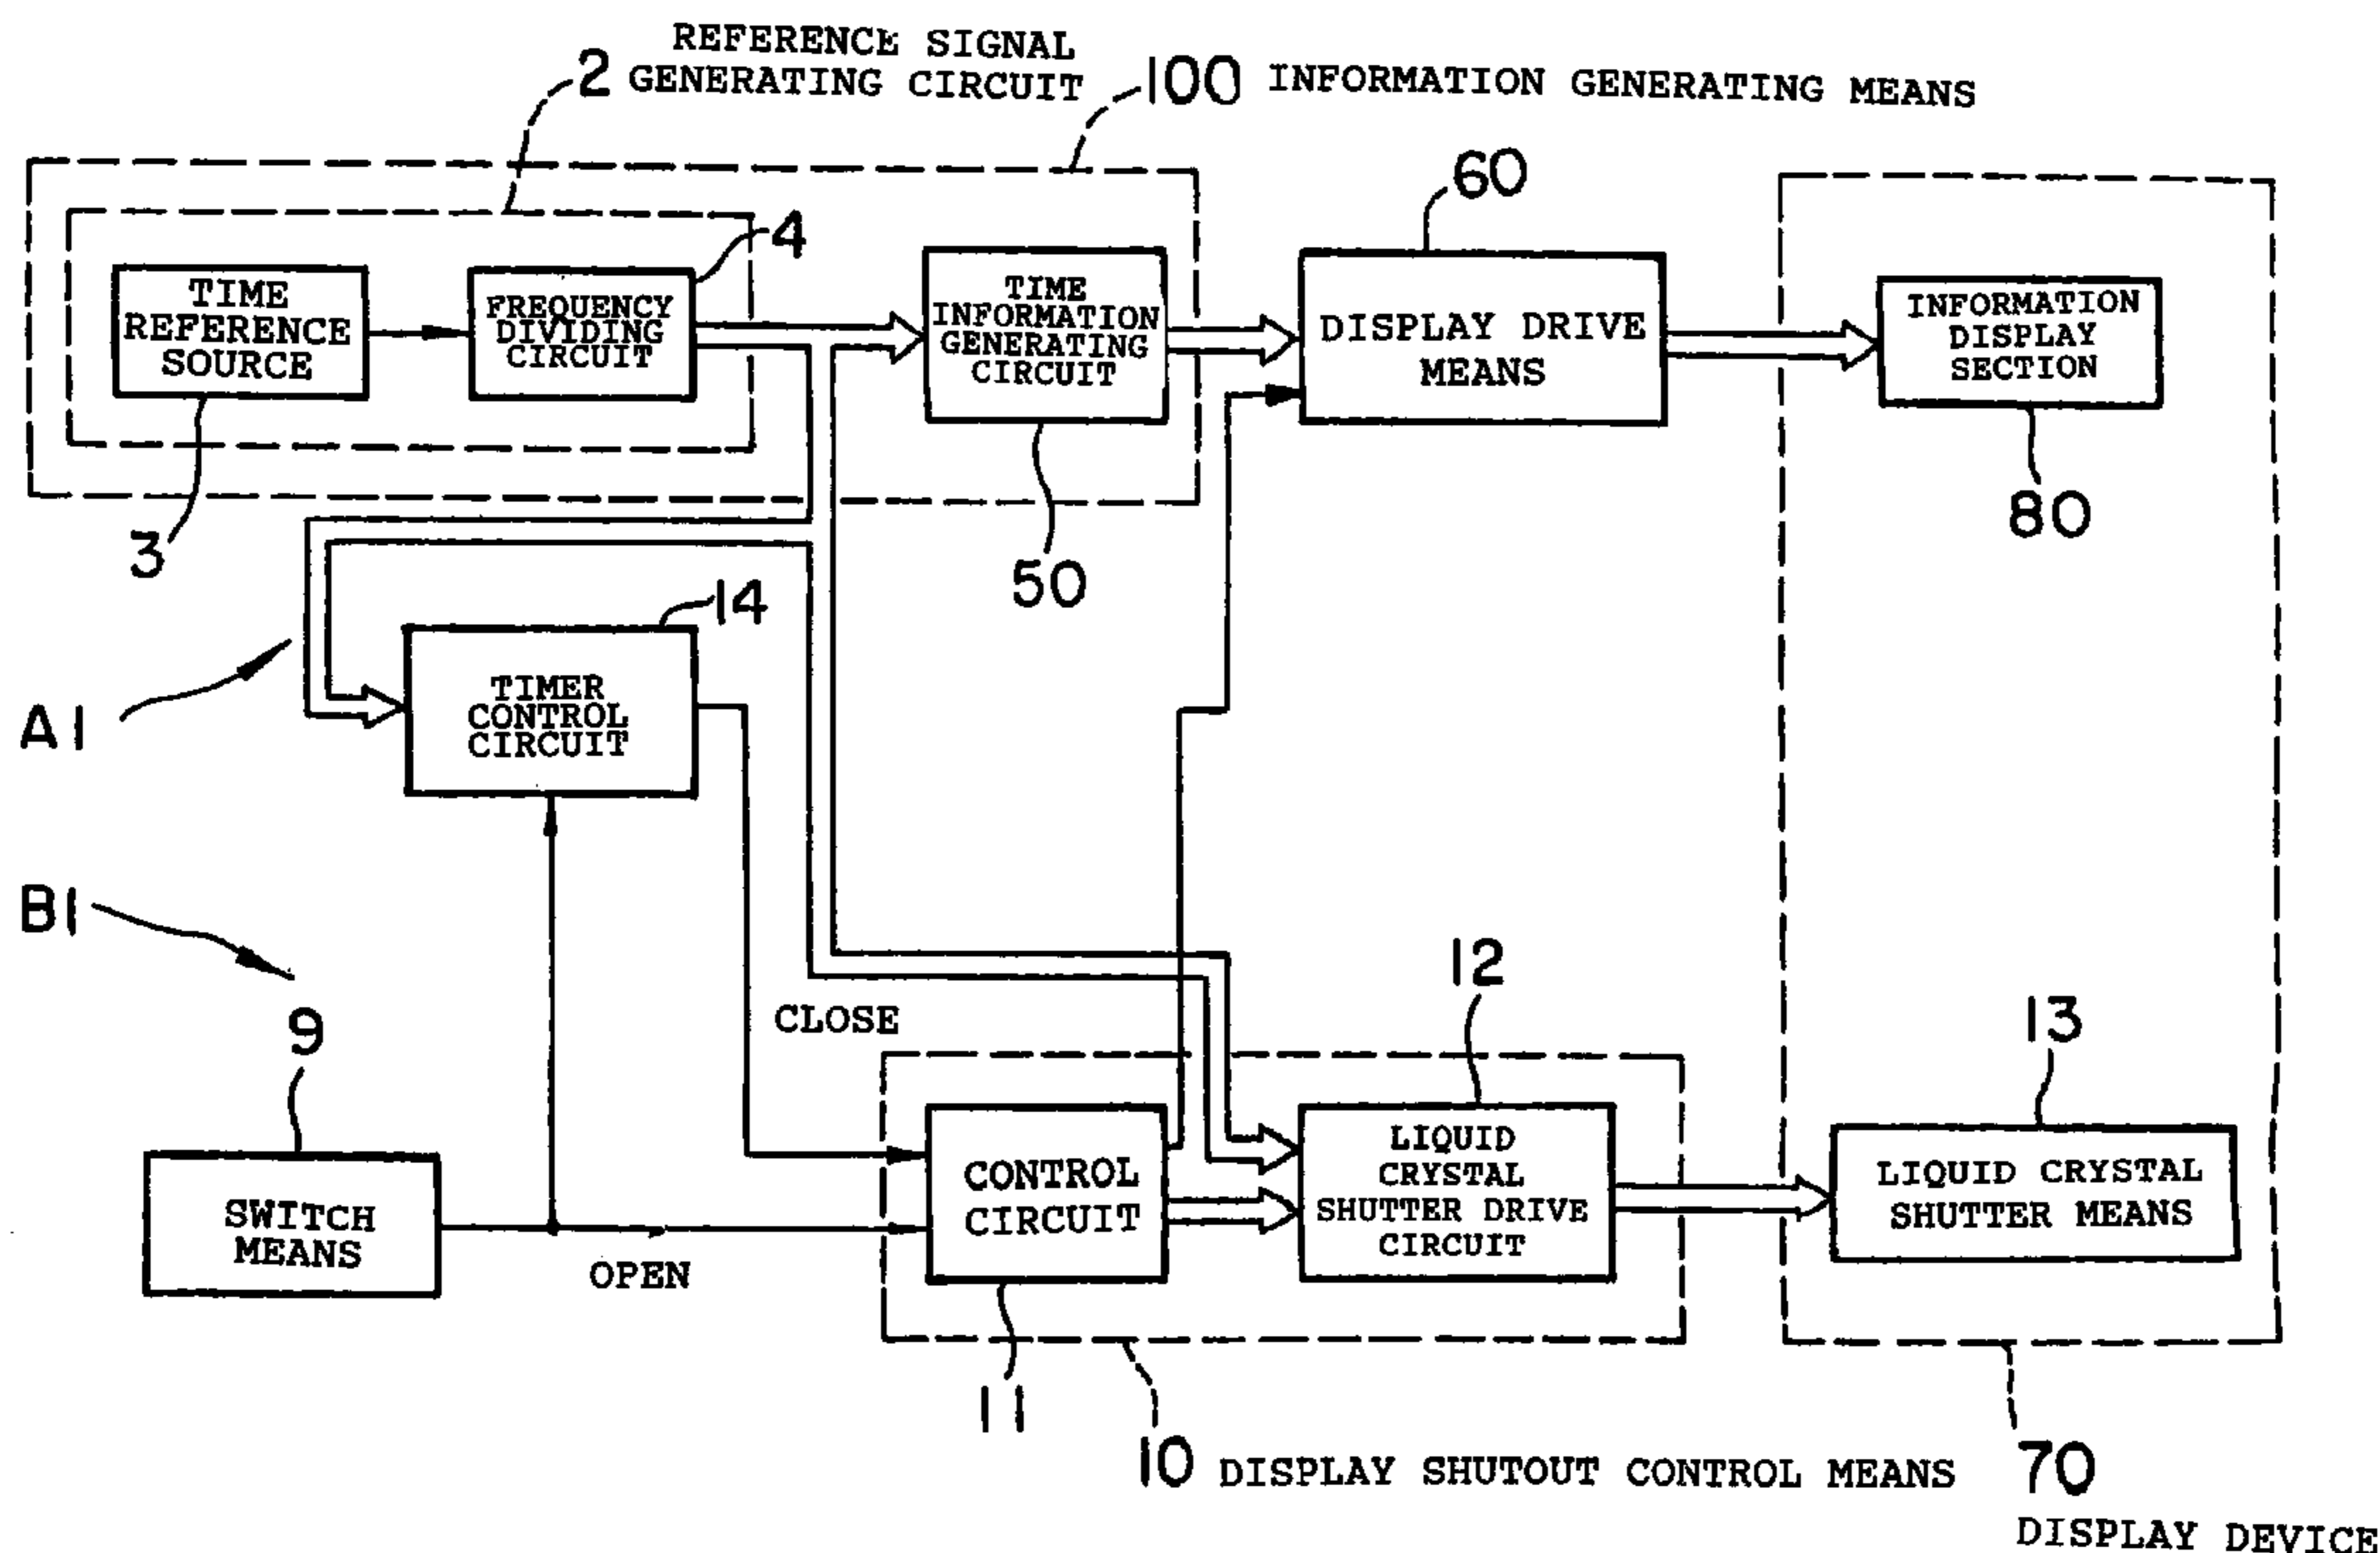 REFERENCE SIGNAL
2 GENERATING CIRCUIT
100 INFORMATION GENERATING MEANS
60
4
TIME
REFERENCE
SOURCE
FREQUENCY
DIVIDING
CIRCUIT
TIME
INFORMATION
GENERATING
CIRCUIT
DISPLAY DRIVE
MEANS
INFORMATION
DISPLAY
SECTION
3
50
80
14
A1
TIMER
CONTROL
CIRCUIT
B1
9
CLOSE
12
13
SWITCH
MEANS
OPEN
CONTROL
CIRCUIT
LIQUID
CRYSTAL
SHUTTER DRIVE
CIRCUIT
LIQUID CRYSTAL
SHUTTER MEANS
11
10 DISPLAY SHUTOUT CONTROL MEANS
70
DISPLAY DEVICE